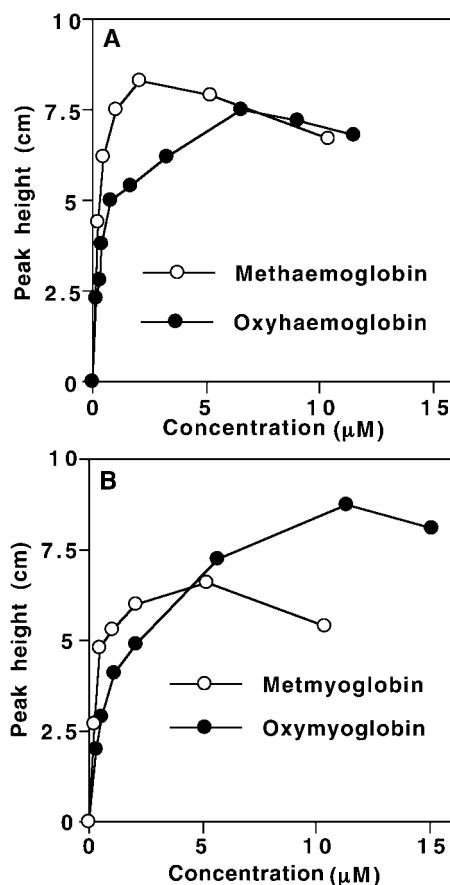 10
A
7.5
Peak height (cm)
5
Methaemoglobin
2.5
Oxyhaemoglobin
0
0 5 10 15
Concentration (μM)
10
B
7.5
Peak height (cm)
5
Metmyoglobin
2.5
Oxymyoglobin
0
0 5 10 15
Concentration (μM)